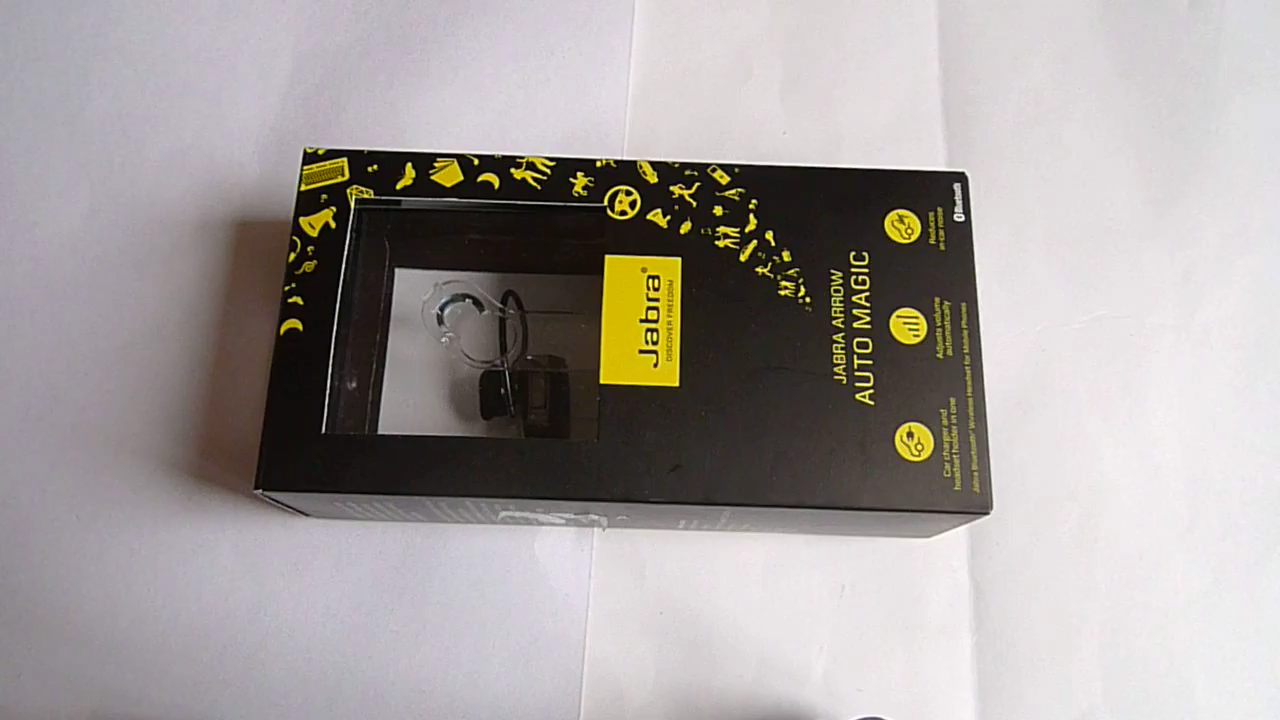 Jabra®
DISCOVER FREEDOM
JABRA ARROW
AUTO MAGIC
Car charger and
headset holder in one
Adjusts volume
automatically
Reduces
in-car noise
Jabra Bluetooth® Wireless Headset for Mobile Phones
Bluetooth